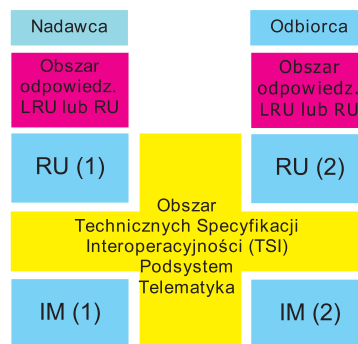 Nadawca
Odbiorca
Obszar
odpowiedz.
LRU lub RU
Obszar
odpowiedz.
LRU lub RU
RU (1)
RU (2)
Obszar
Technicznych Specyfikacji
Interoperacyjności (TSI)
Podsystem
Telematyka
IM (1)
IM (2)